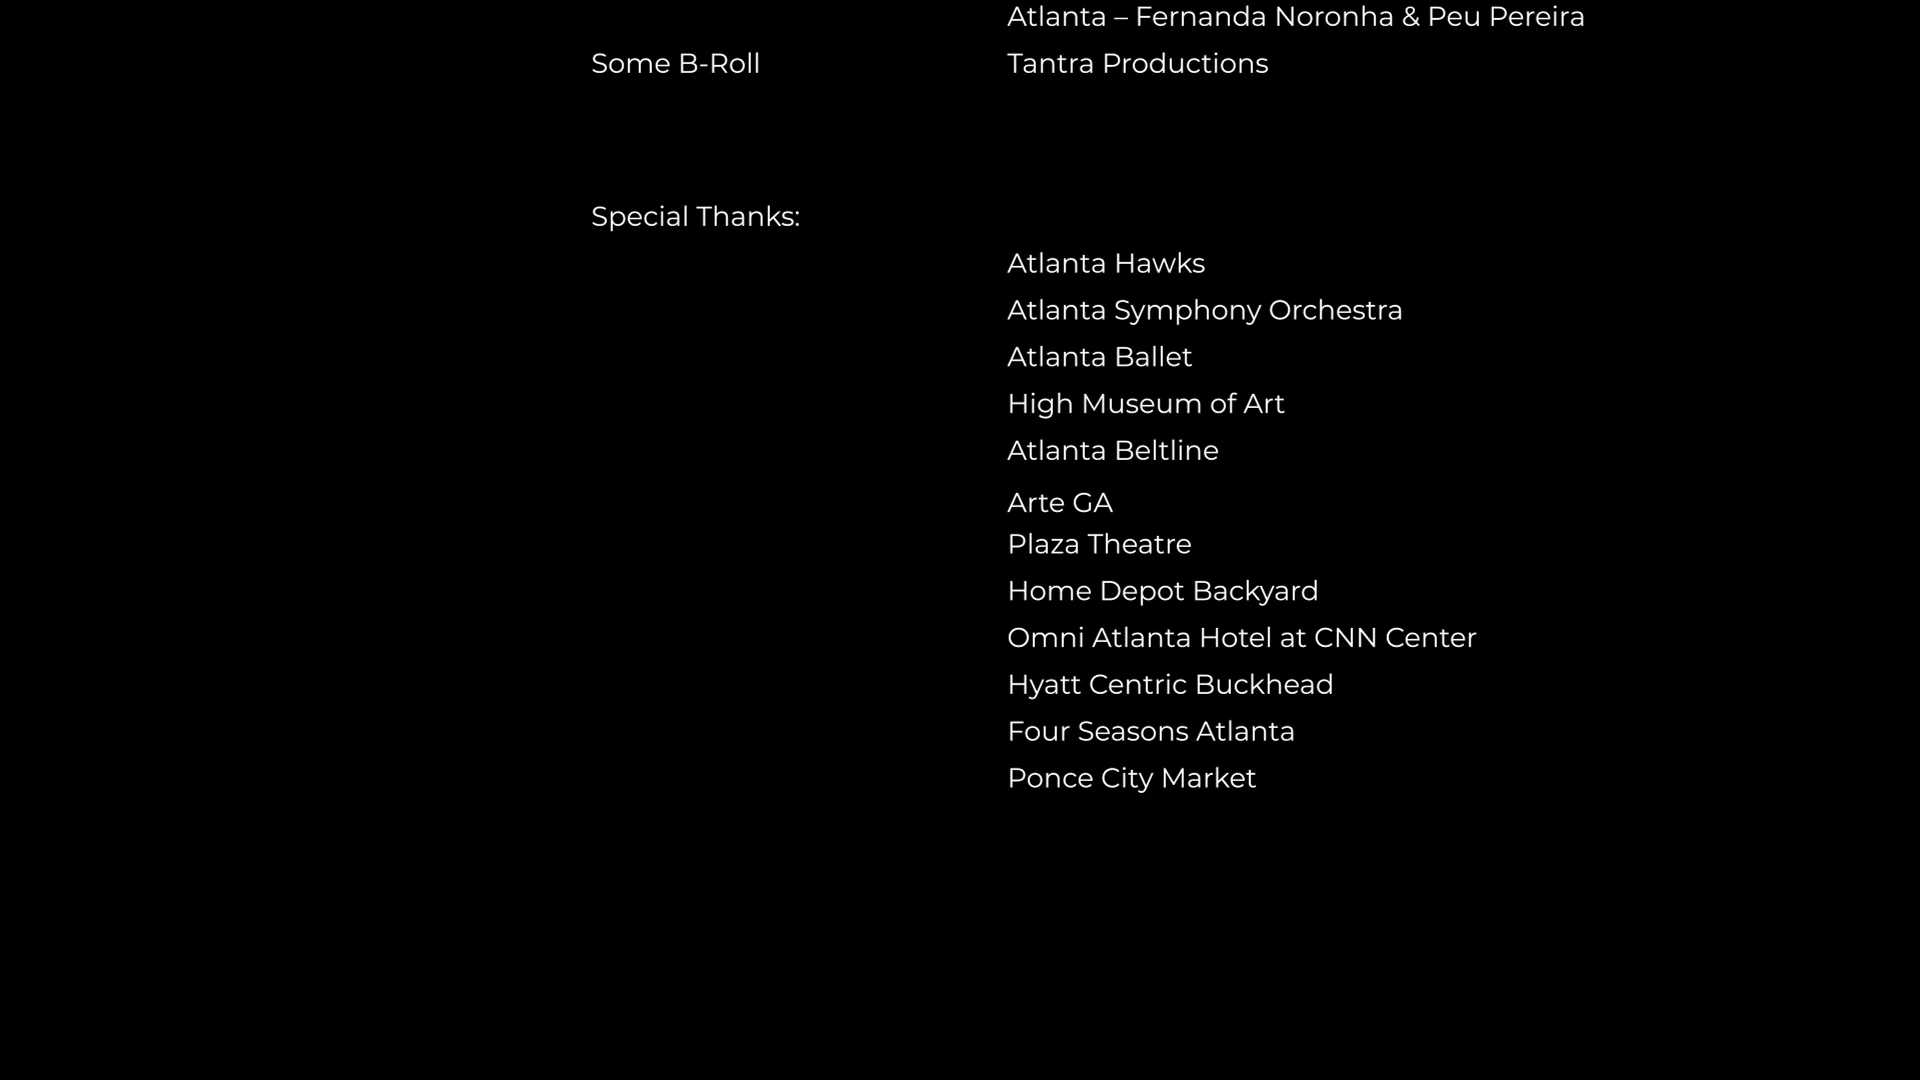 Atlanta – Fernanda Noronha & Peu Pereira
Some B-Roll Tantra Productions
Special Thanks:
Atlanta Hawks
Atlanta Symphony Orchestra
Atlanta Ballet
High Museum of Art
Atlanta Beltline
Arte GA
Plaza Theatre
Home Depot Backyard
Omni Atlanta Hotel at CNN Center
Hyatt Centric Buckhead
Four Seasons Atlanta
Ponce City Market